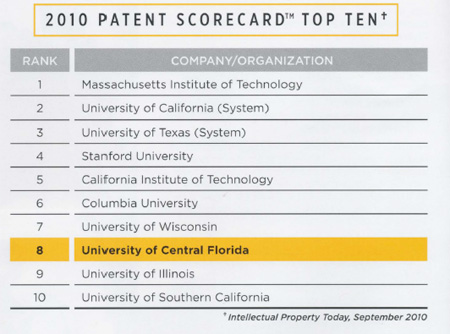 2010 PATENT SCORECARD™ TOP TEN†
RANK COMPANY/ORGANIZATION
1 Massachusetts Institute of Technology
2 University of California (System)
3 University of Texas (System)
4 Stanford University
5 California Institute of Technology
6 Columbia University
7 University of Wisconsin
8 University of Central Florida
9 University of Illinois
10 University of Southern California
† Intellectual Property Today, September 2010